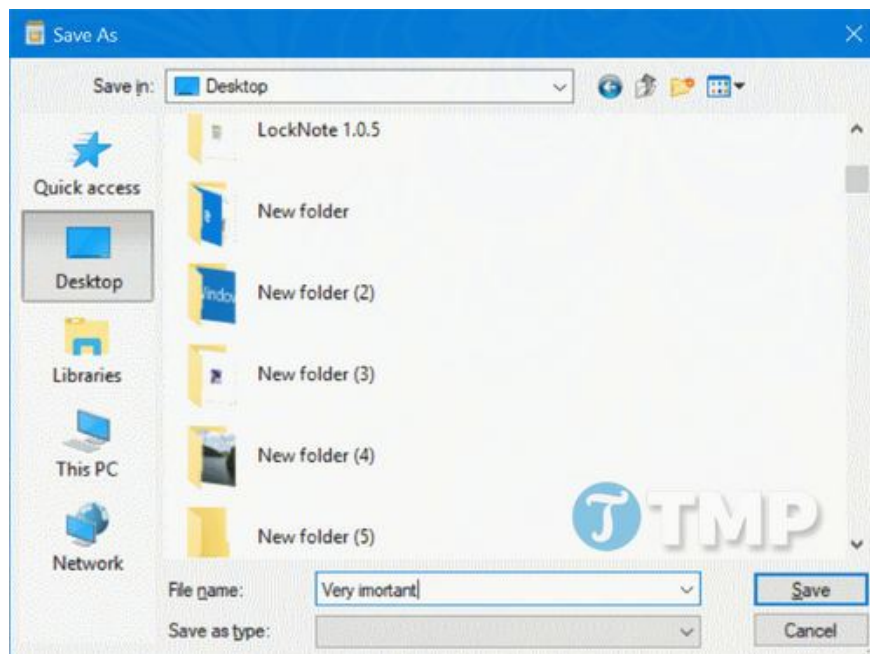 Save As
Save in:
Desktop
LockNote 1.0.5
Quick access
New folder
Desktop
New folder (2)
Libraries
New folder (3)
This PC
New folder (4)
Network
New folder (5)
TMP
File name:
Very imortant
Save
Save as type:
Cancel